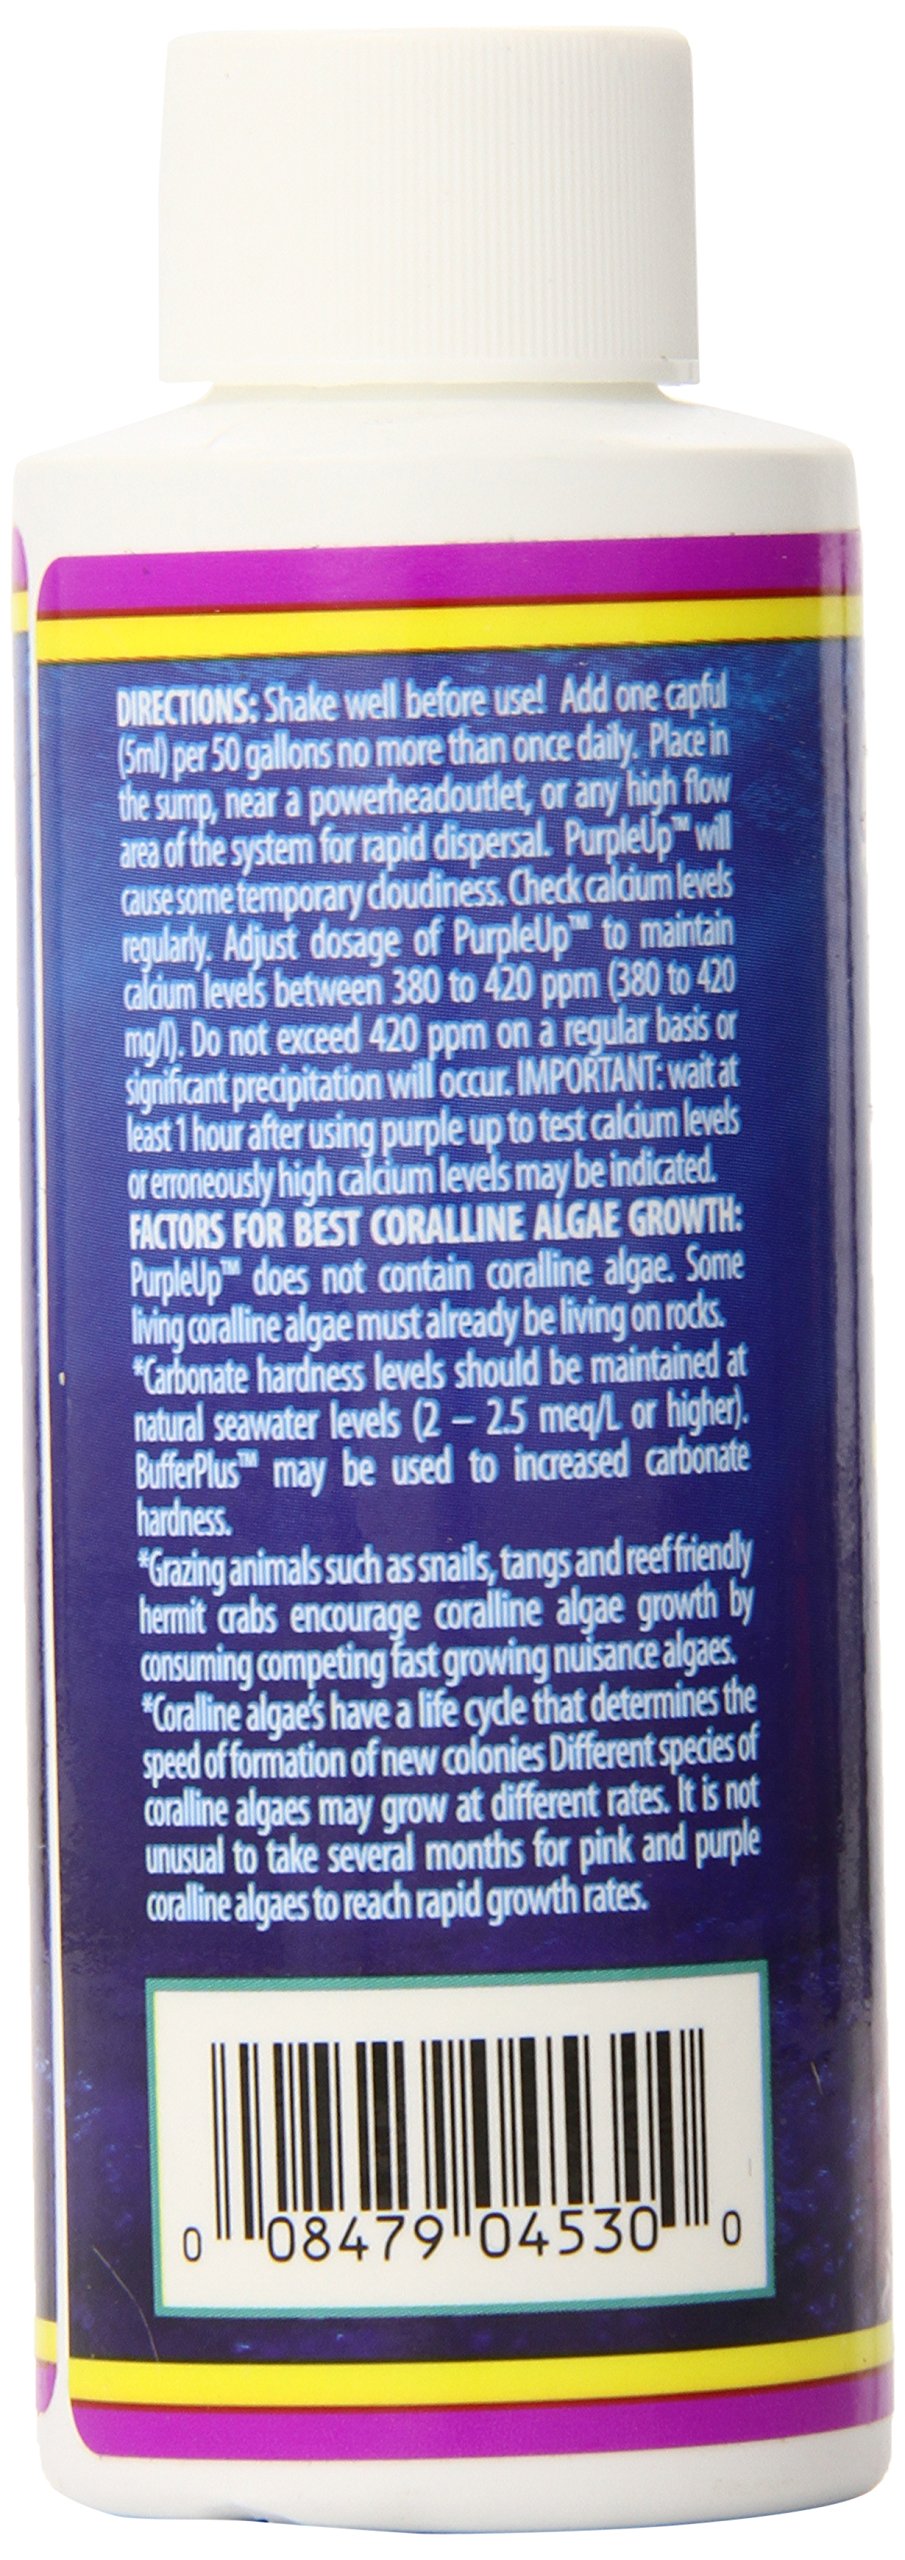 DIRECTIONS: Shake well before use! Add one capful
(5ml) per 50 gallons no more than once daily. Place in
the sump, near a powerheadoutlet, or any high flow
area of the system for rapid dispersal. PurpleUp™ will
cause some temporary cloudiness. Check calcium levels
regularly. Adjust dosage of PurpleUp™ to maintain
calcium levels between 380 to 420 ppm (380 to 420
mg/l). Do not exceed 420 ppm on a regular basis or
significant precipitation will occur. IMPORTANT: wait at
least 1 hour after using purple up to test calcium levels
or erroneously high calcium levels may be indicated.
FACTORS FOR BEST CORALLINE ALGAE GROWTH:
PurpleUp™ does not contain coralline algae. Some
living coralline algae must already be living on rocks.
*Carbonate hardness levels should be maintained at
natural seawater levels (2 – 2.5 meq/L or higher).
BufferPlus™ may be used to increased carbonate
hardness.
*Grazing animals such as snails, tangs and reef friendly
hermit crabs encourage coralline algae growth by
consuming competing fast growing nuisance algaes.
*Coralline algae's have a life cycle that determines the
speed of formation of new colonies Different species of
coralline algaes may grow at different rates. It is not
unusual to take several months for pink and purple
coralline algaes to reach rapid growth rates.
0 08479 04530 0